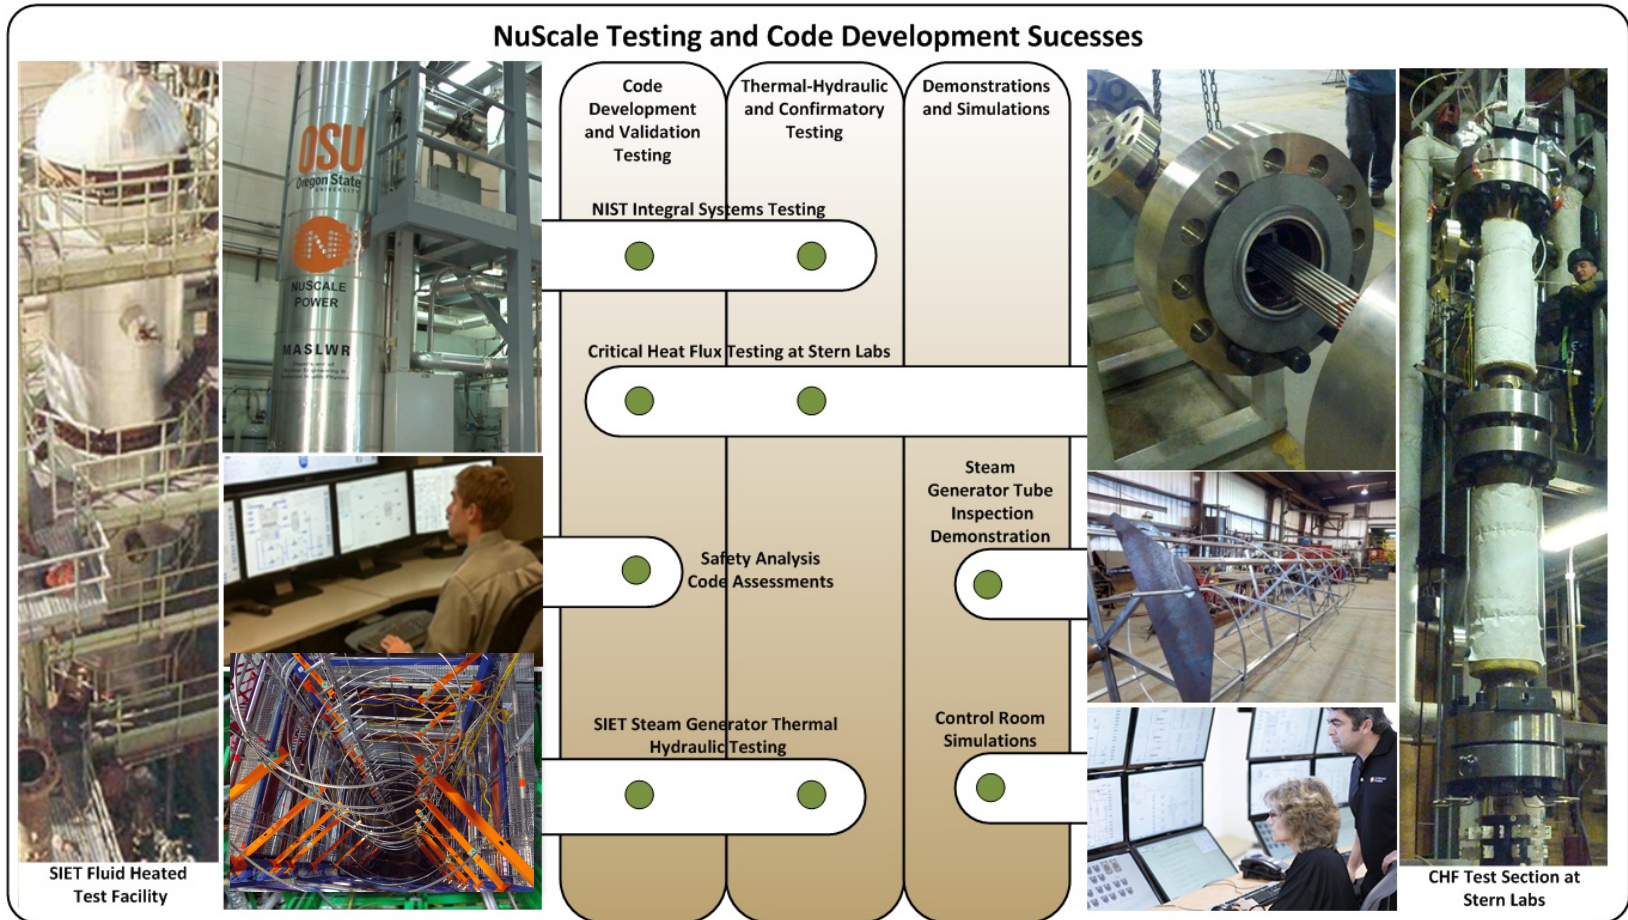 NuScale Testing and Code Development Sucesses
Code
Development
and Validation
Testing
Thermal-Hydraulic
and Confirmatory
Testing
Demonstrations
and Simulations
OSU
Oregon State
UNIVERSITY
N
NUSCALE
POWER
MASLWR
Department of
NIST Integral Systems Testing
Critical Heat Flux Testing at Stern Labs
Steam
Generator Tube
Inspection
Demonstration
Safety Analysis
Code Assessments
SIET Steam Generator Thermal
Hydraulic Testing
Control Room
Simulations
SIET Fluid Heated
Test Facility
CHF Test Section at
Stern Labs